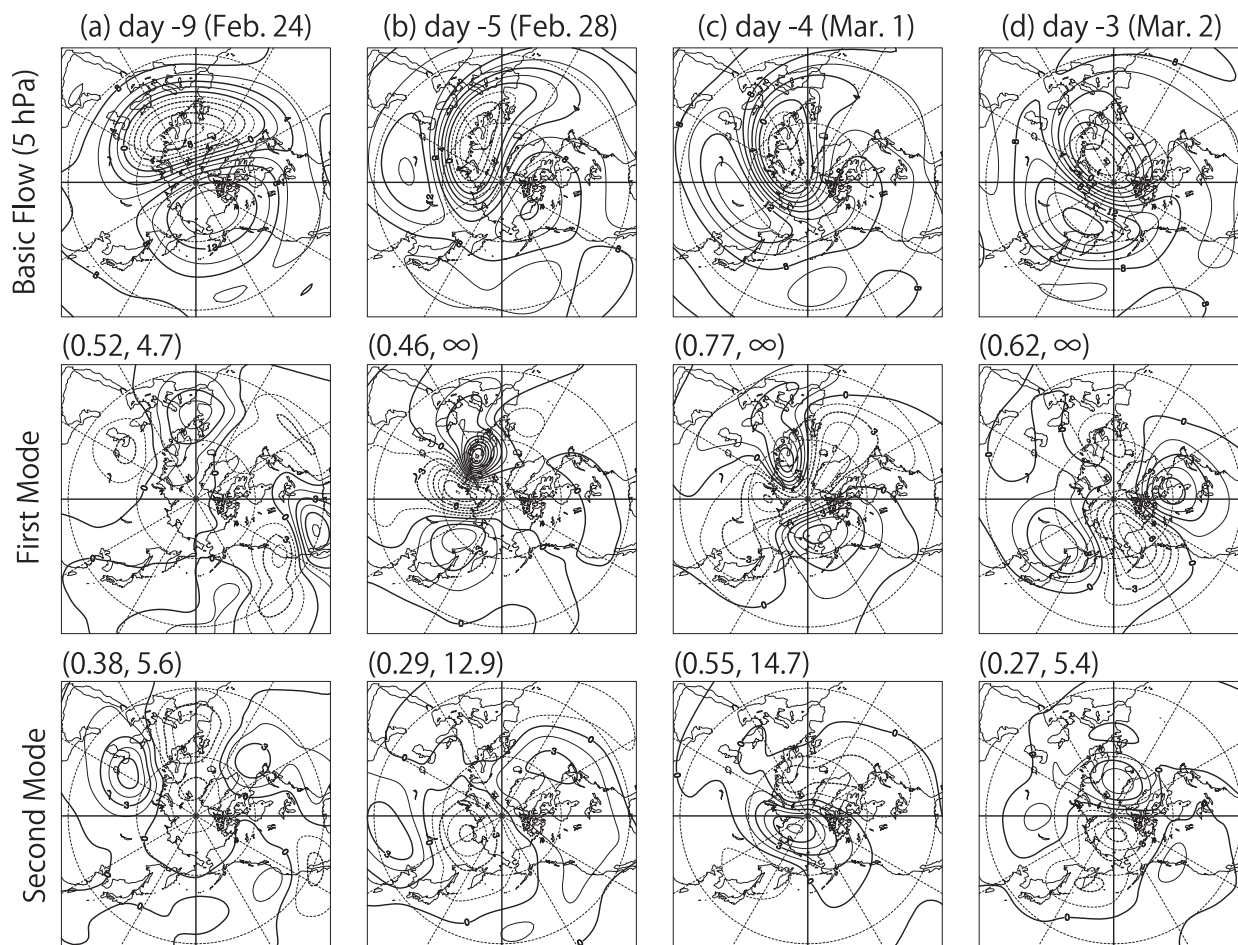 (a) day -9 (Feb. 24) (b) day -5 (Feb. 28) (c) day -4 (Mar. 1) (d) day -3 (Mar. 2)
Basic Flow (5 hPa)
(0.52, 4.7) (0.46, ∞) (0.77, ∞) (0.62, ∞)
First Mode
(0.38, 5.6) (0.29, 12.9) (0.55, 14.7) (0.27, 5.4)
Second Mode